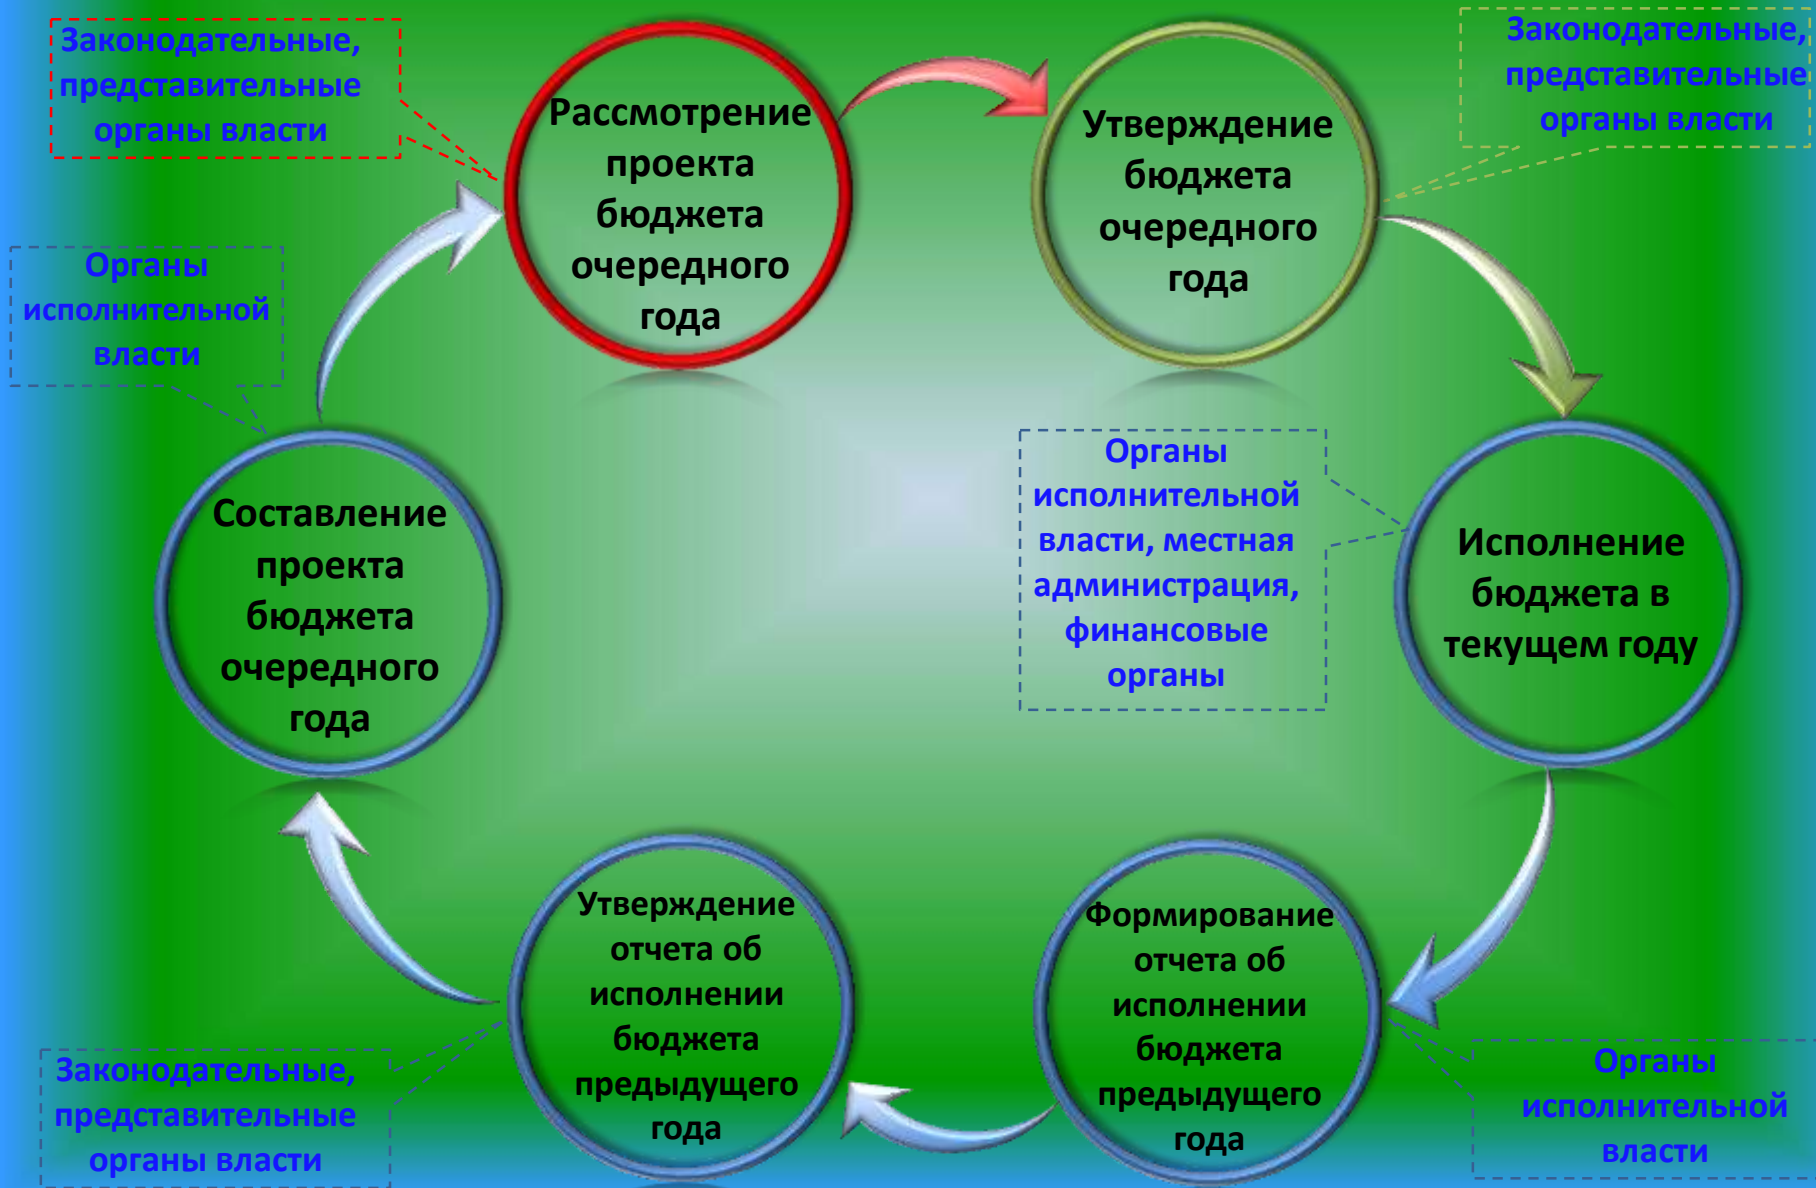 Законодательные,
представительные
органы власти
Рассмотрение
проекта
бюджета
очередного
года
Утверждение
бюджета
очередного
года
Законодательные,
представительные
органы власти
Органы
исполнительной
власти
Составление
проекта
бюджета
очередного
года
Органы
исполнительной
власти, местная
администрация,
финансовые
органы
Исполнение
бюджета в
текущем году
Законодательные,
представительные
органы власти
Утверждение
отчета об
исполнении
бюджета
предыдущего
года
Формирование
отчета об
исполнении
бюджета
предыдущего
года
Органы
исполнительной
власти